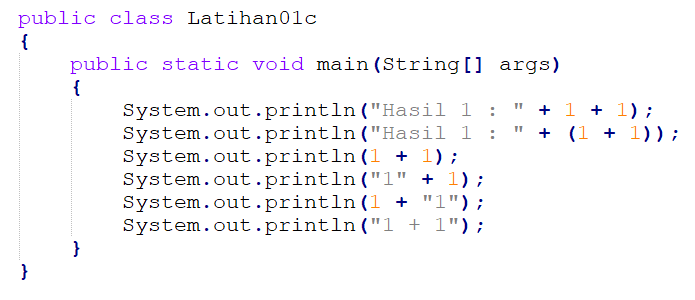 public class Latihan01c
{
public static void main(String[] args)
{
System.out.println("Hasil 1 : " + 1 + 1);
System.out.println("Hasil 1 : " + (1 + 1));
System.out.println(1 + 1);
System.out.println("1" + 1);
System.out.println(1 + "1");
System.out.println("1 + 1");
}
}